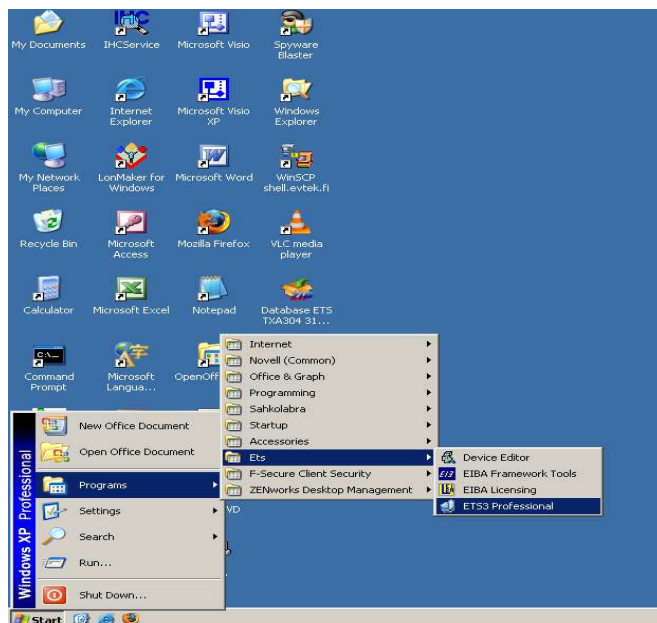 My Documents
IHCService
Microsoft Visio
Spyware
Blaster
My Computer
Internet
Explorer
Microsoft Visio
XP
Windows
Explorer
My Network
Places
LonMaker for
Windows
Microsoft Word
WinSCP
shell.evtek.fi
Recycle Bin
Microsoft
Access
Mozilla Firefox
VLC media
player
Calculator
Microsoft Excel
Notepad
Database ETS
TXA304 31...
Command
Prompt
Microsoft
Langua...
OpenOff
Internet
Novell (Common)
Office & Graph
Programming
Sahkolabra
Startup
Accessories
Ets
F-Secure Client Security
ZENworks Desktop Management
Device Editor
EIBA Framework Tools
EIBA Licensing
ETS3 Professional
New Office Document
Open Office Document
Programs
Settings
Search
Run...
Shut Down...
VD
Windows XP Professional
Start